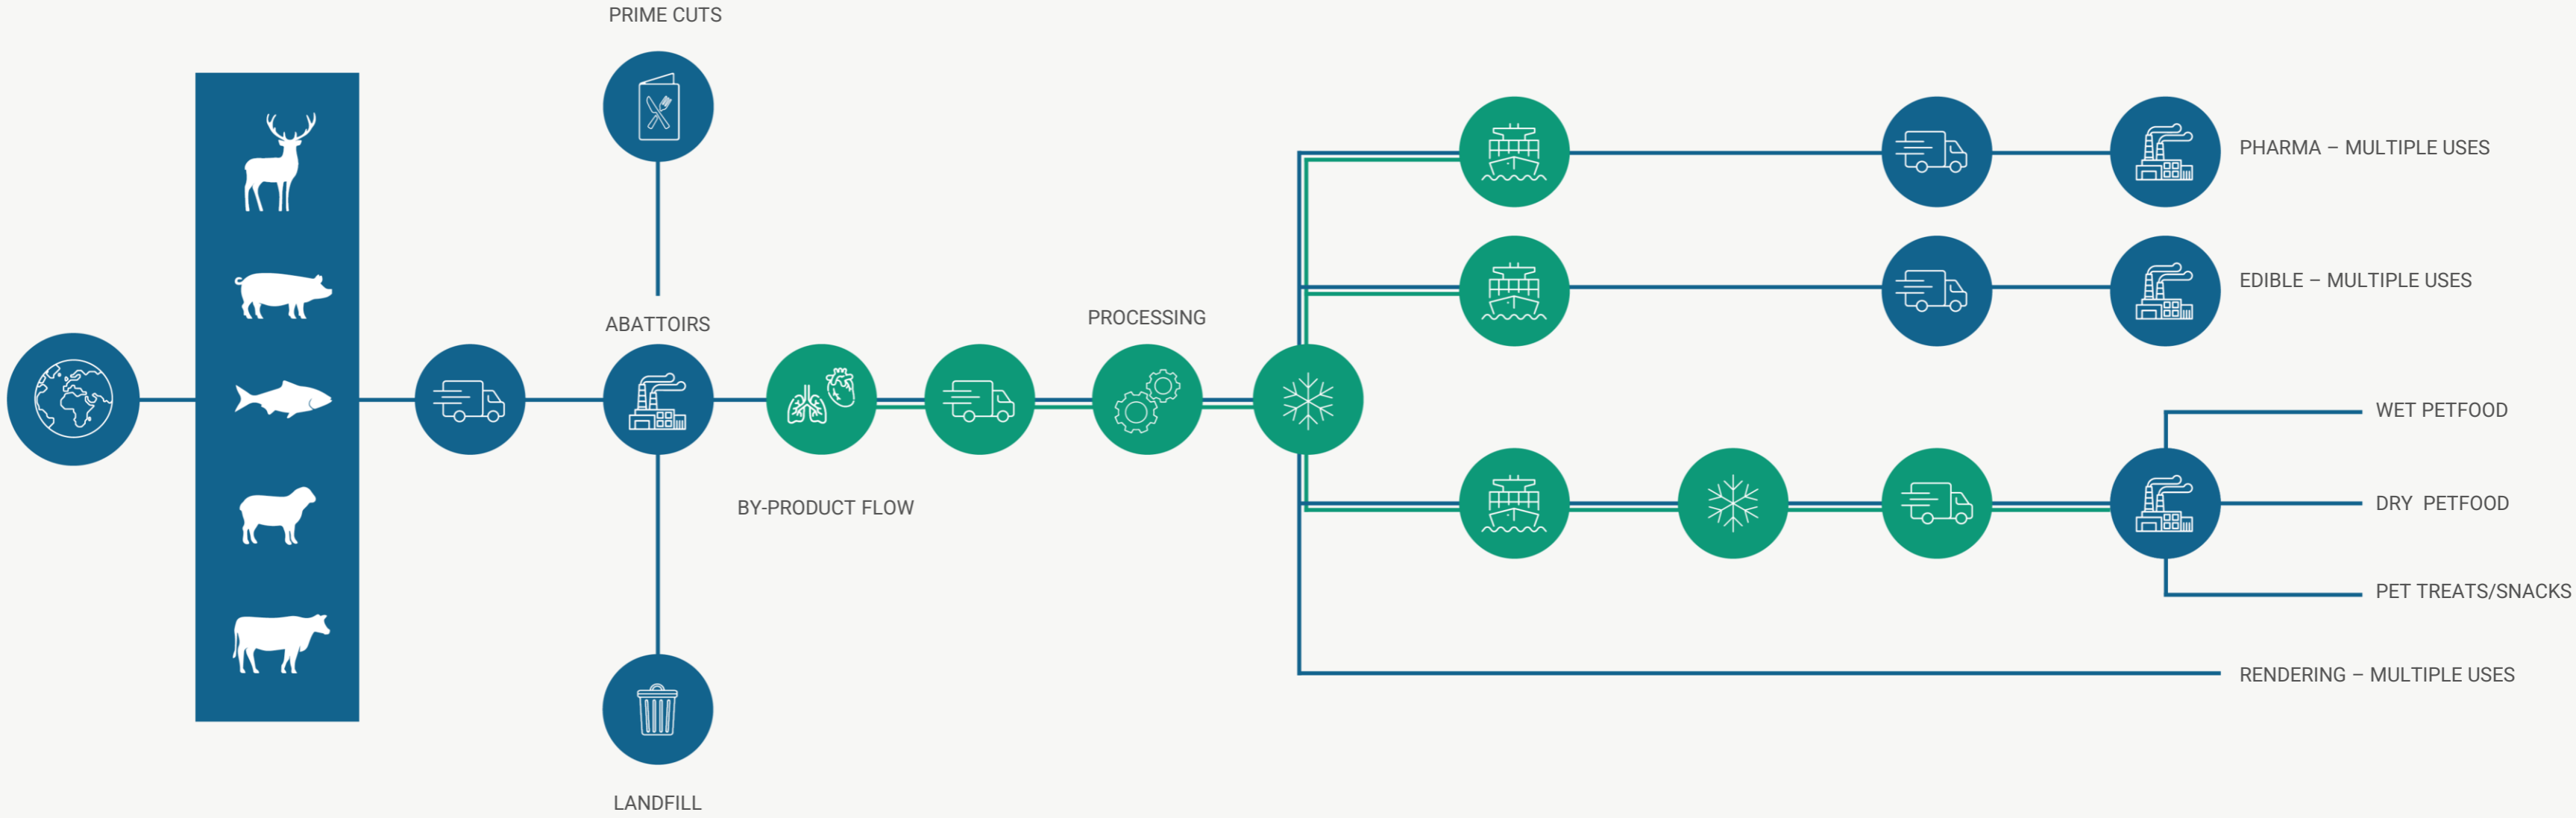 PRIME CUTS
ABATTOIRS
BY-PRODUCT FLOW
LANDFILL
PROCESSING
PHARMA – MULTIPLE USES
EDIBLE – MULTIPLE USES
WET PETFOOD
DRY PETFOOD
PET TREATS/SNACKS
RENDERING – MULTIPLE USES